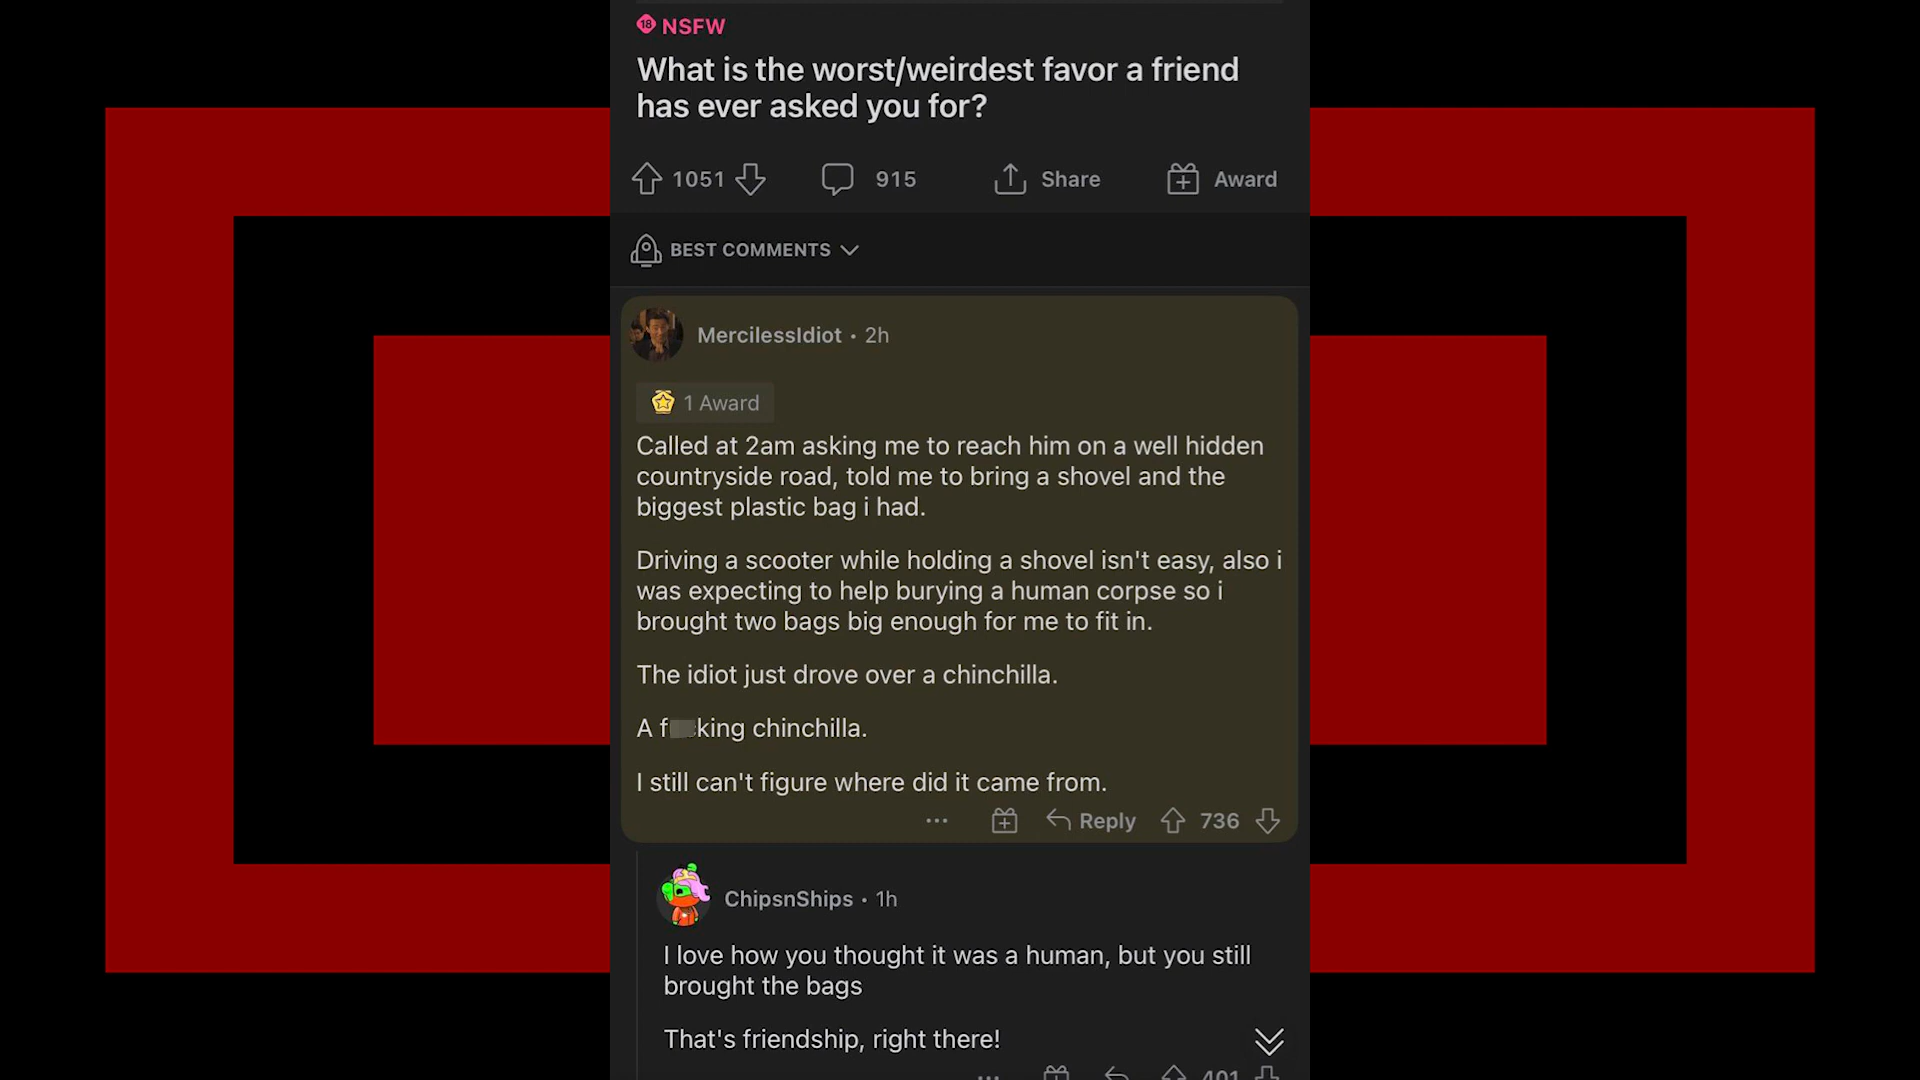 18 NSFW
What is the worst/weirdest favor a friend
has ever asked you for?
1051 915 Share Award
BEST COMMENTS
MercilessIdiot • 2h
1 Award
Called at 2am asking me to reach him on a well hidden
countryside road, told me to bring a shovel and the
biggest plastic bag i had.
Driving a scooter while holding a shovel isn't easy, also i
was expecting to help burying a human corpse so i
brought two bags big enough for me to fit in.
The idiot just drove over a chinchilla.
A f king chinchilla.
I still can't figure where did it came from.
Reply 736
ChipsnShips • 1h
I love how you thought it was a human, but you still
brought the bags
That's friendship, right there!
401